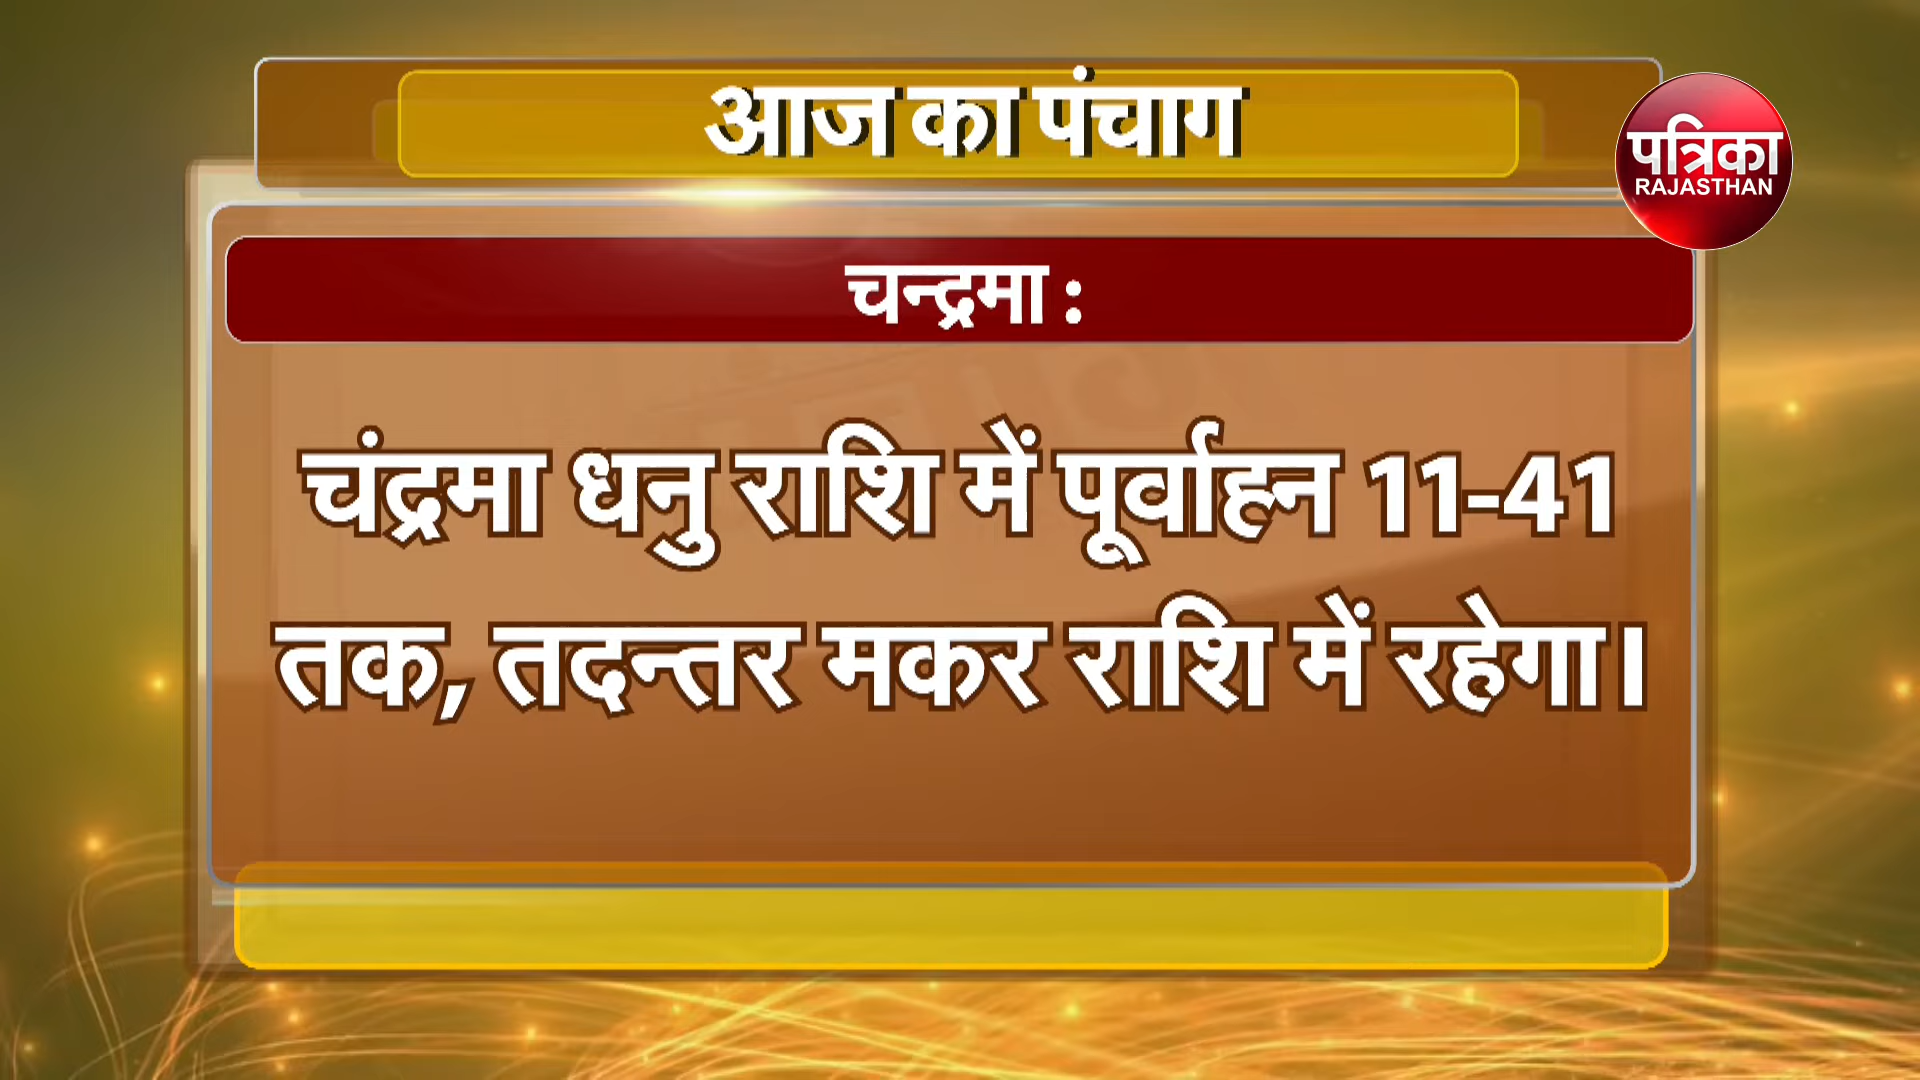 आज का पंचाग
पत्रिका
RAJASTHAN
चन्द्रमा :
चंद्रमा धनु राशि में पूर्वाह्न 11-41
तक, तदन्तर मकर राशि में रहेगा।